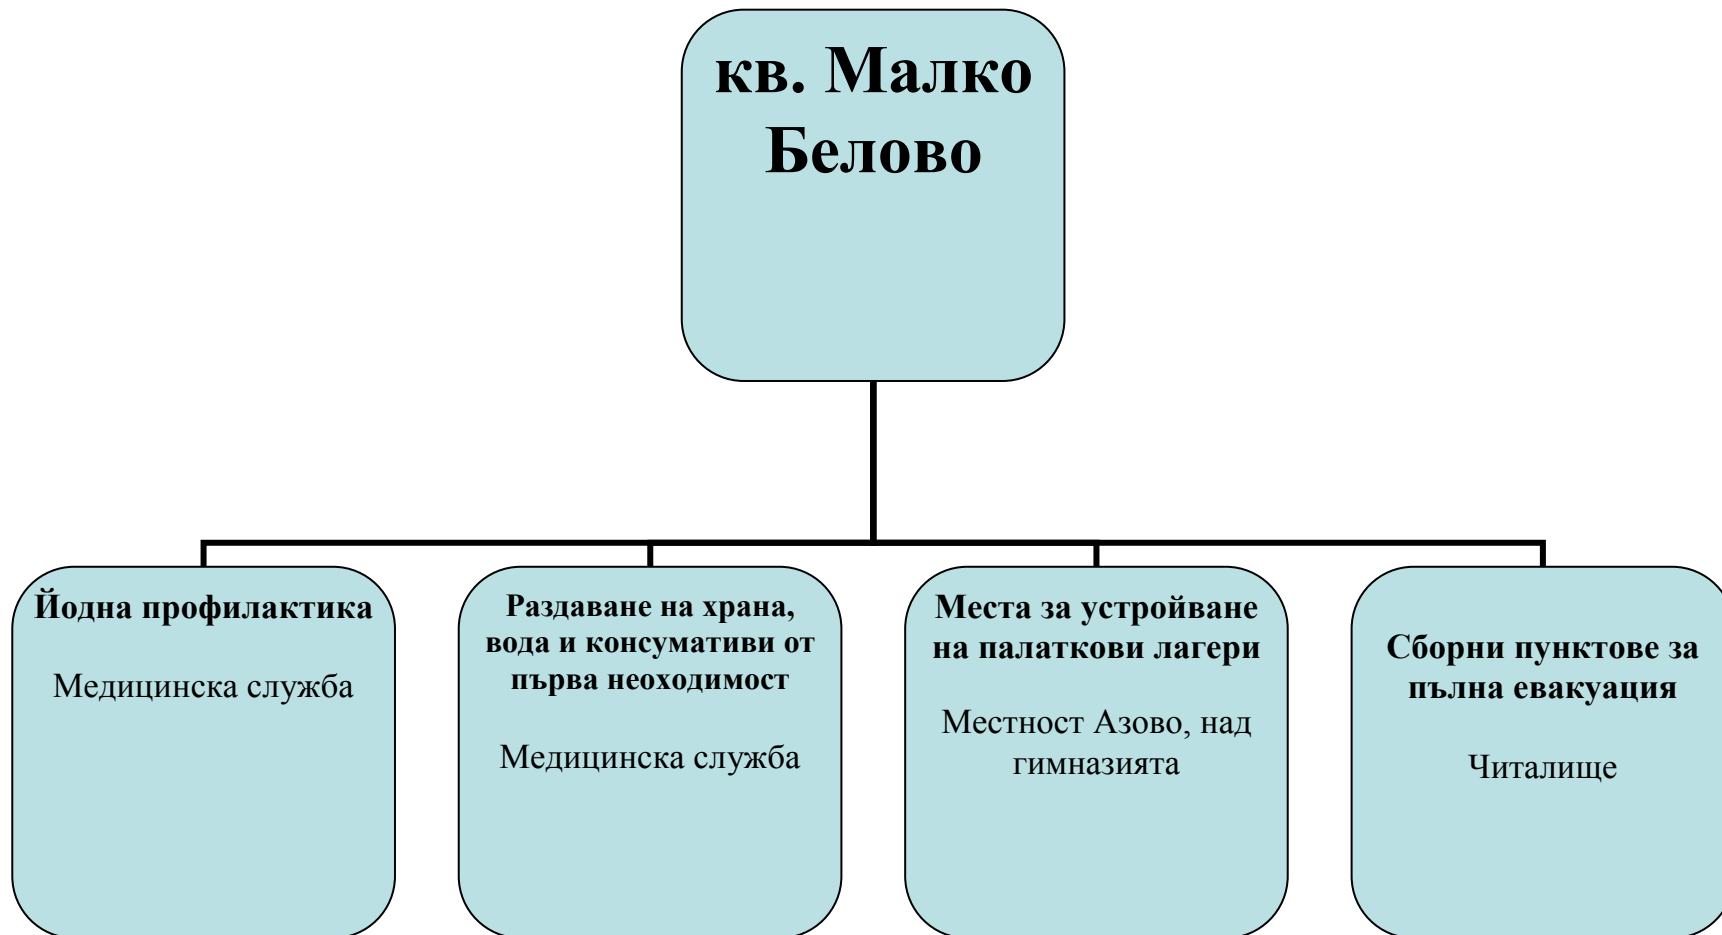 кв. Малко
Белово
Йодна профилактика
Медицинска служба
Раздаване на храна,
вода и консумативи от
първа неоходимост
Медицинска служба
Места за устройване
на палаткови лагери
Местност Азово, над
гимназията
Сборни пунктове за
пълна евакуация
Читалище